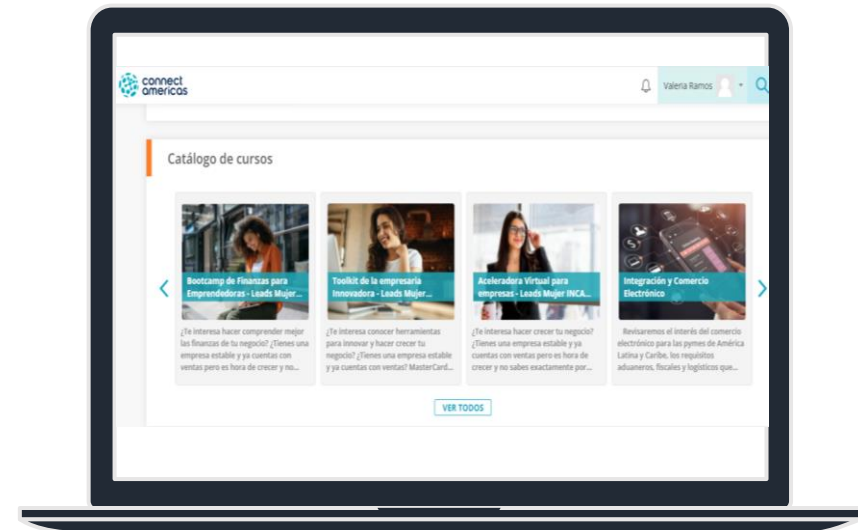 connect
americas
Valeria Ramos
Catálogo de cursos
Bootcamp de Finanzas para
Emprendedoras - Leads Mujer...
¿Te interesa hacer comprender mejor
las finanzas de tu negocio? ¿Tienes una
empresa estable y ya cuentas con
ventas pero es hora de crecer y no...
Toolkit de la empresaria
Innovadora - Leads Mujer...
¿Te interesa conocer herramientas
para innovar y hacer crecer tu
negocio? ¿Tienes una empresa estable
y ya cuentas con ventas? MasterCard...
Aceleradora Virtual para
empresas - Leads Mujer INCA...
¿Te interesa hacer crecer tu negocio?
¿Tienes una empresa estable y ya
cuentas con ventas pero es hora de
crecer y no sabes exactamente por...
Integración y Comercio
Electrónico
Revisaremos el interés del comercio
electrónico para las pymes de América
Latina y Caribe, los requisitos
aduaneros, fiscales y logísticos que...
VER TODOS